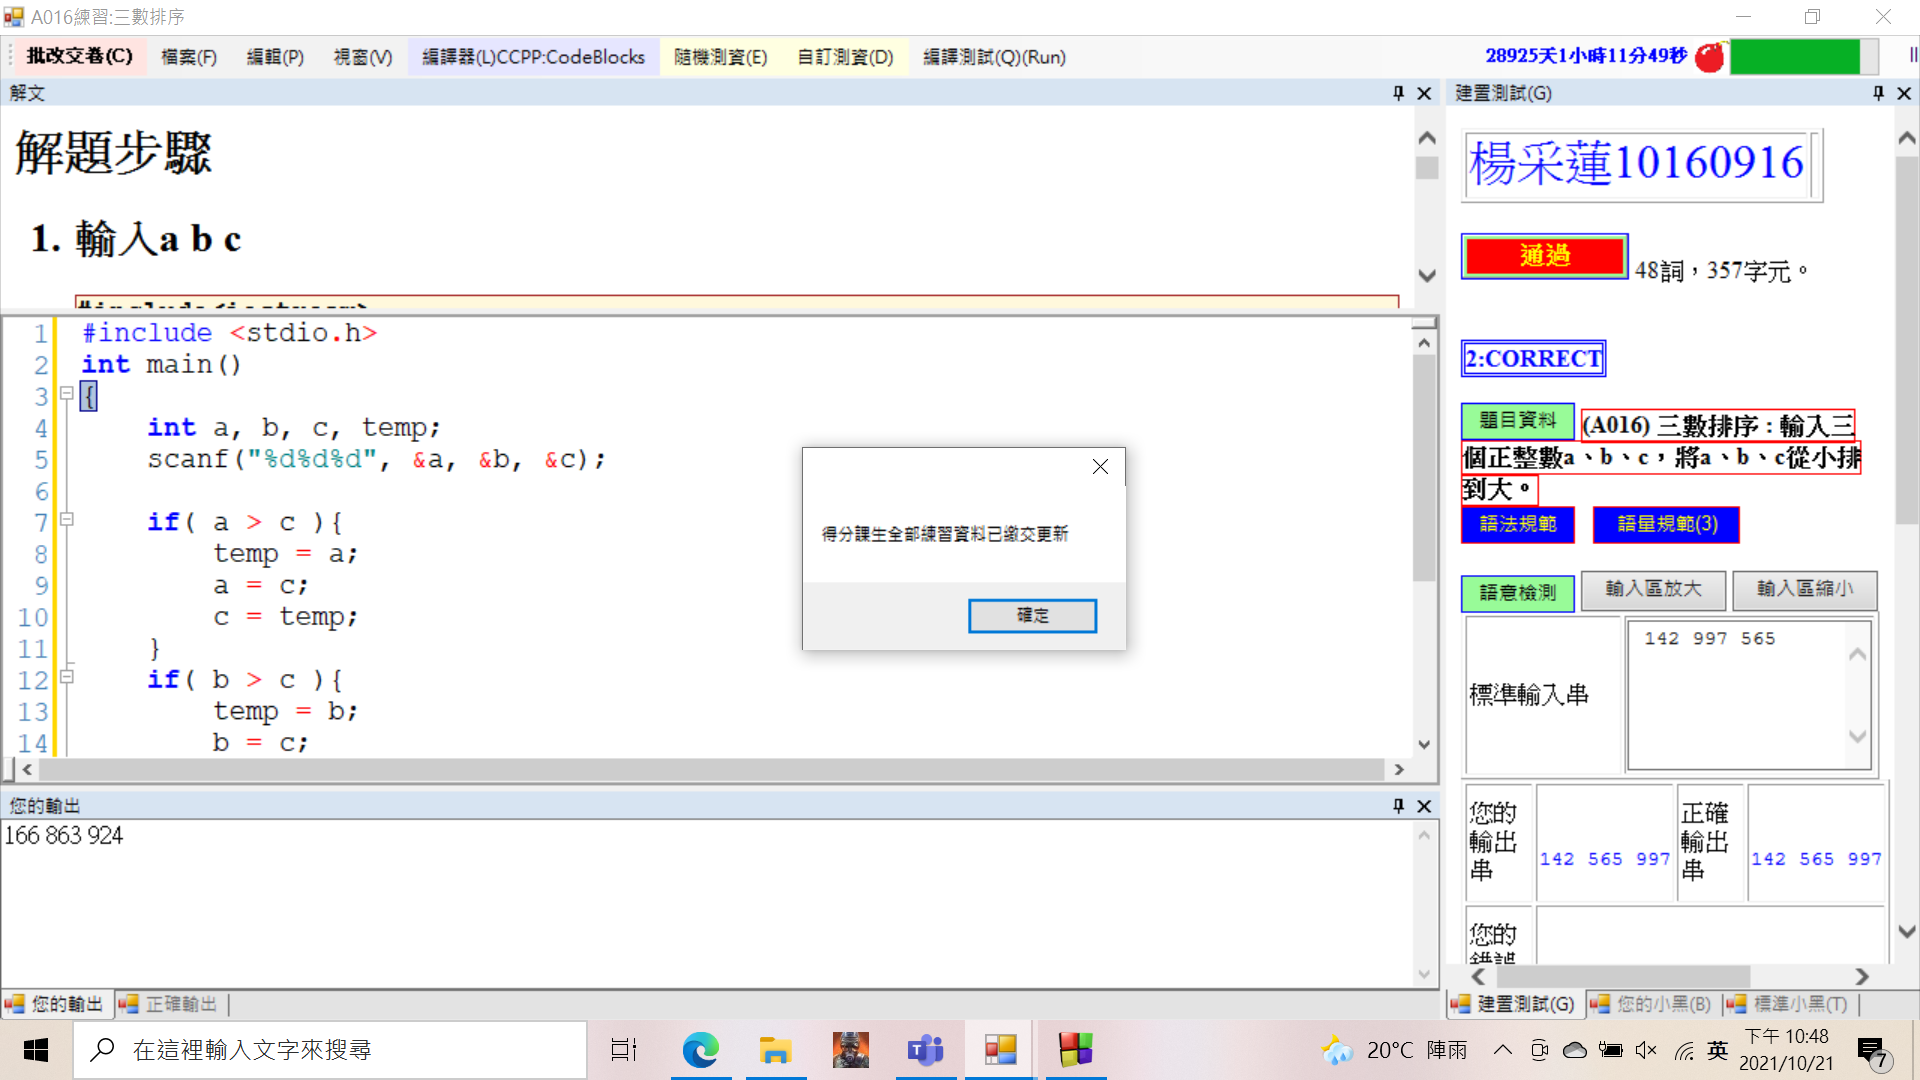 A016練習:三數排序
批改交卷(C) 檔案(F) 編輯(P) 視窗(V) 編譯器(L)CCPP:CodeBlocks 隨機測資(E) 自訂測資(D) 編譯測試(Q)(Run) 28925天1小時11分49秒
解文
解題步驟
1. 輸入a b c
1 #include <stdio.h>
2 int main()
3 {
4 int a, b, c, temp;
5 scanf("%d%d%d", &a, &b, &c);
6
7 if( a > c ){
8 temp = a;
9 a = c;
10 c = temp;
11 }
12 if( b > c ){
13 temp = b;
14 b = c;
得分課生全部練習資料已繳交更新
確定
您的輸出
166 863 924
您的輸出 正確輸出
建置測試(G)
楊采蓮10160916
通過 48詞，357字元。
2:CORRECT
題目資料 (A016) 三數排序：輸入三
個正整數a、b、c，將a、b、c從小排
到大。
語法規範 語量規範(3)
語意檢測 輸入區放大 輸入區縮小
標準輸入串 142 997 565
您的輸出串 142 565 997 正確輸出串 142 565 997
您的
建置測試(G) 您的小黑(B) 標準小黑(T)
在這裡輸入文字來搜尋
20°C 陣雨 英 下午 10:48
2021/10/21
7